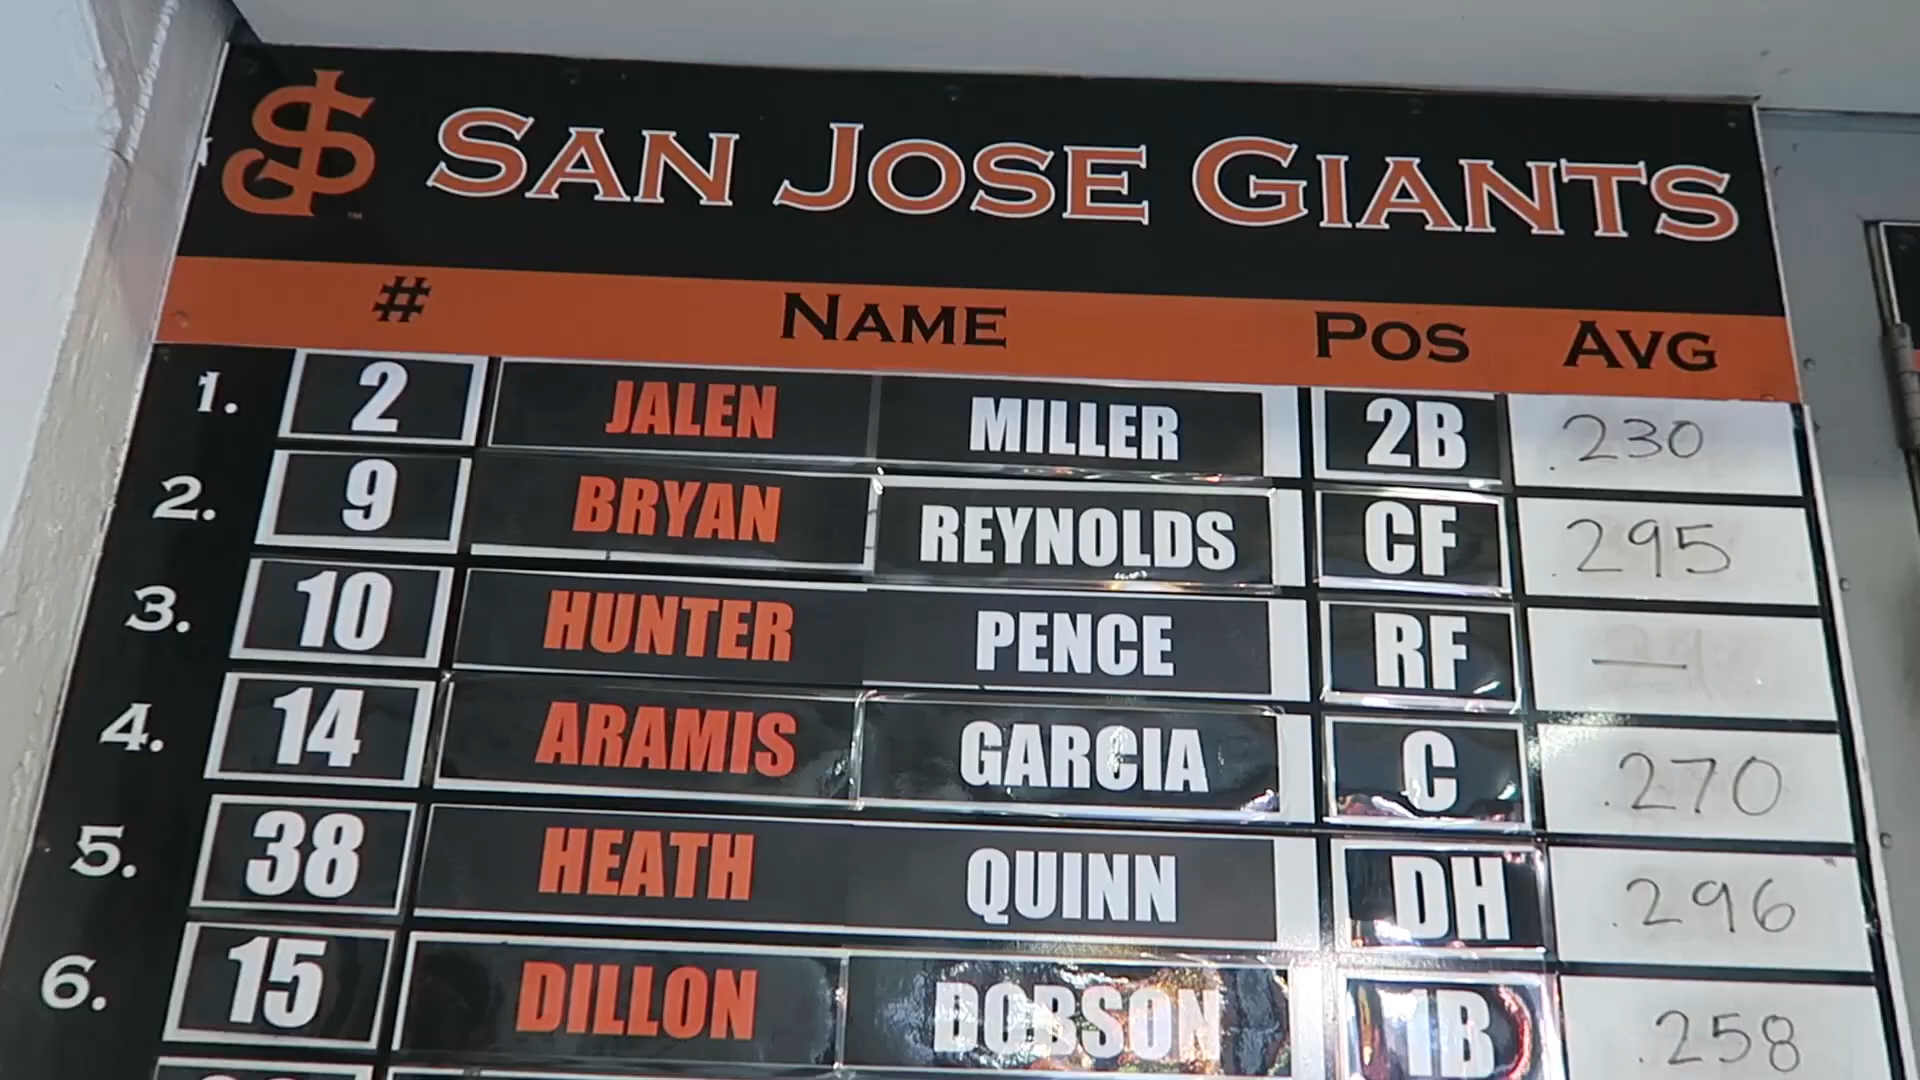 SJ ™ SAN JOSE GIANTS
# NAME POS AVG
1. 2 JALEN MILLER 2B .230
2. 9 BRYAN REYNOLDS CF .295
3. 10 HUNTER PENCE RF —
4. 14 ARAMIS GARCIA C .270
5. 38 HEATH QUINN DH .296
6. 15 DILLON DOBSON 1B .258